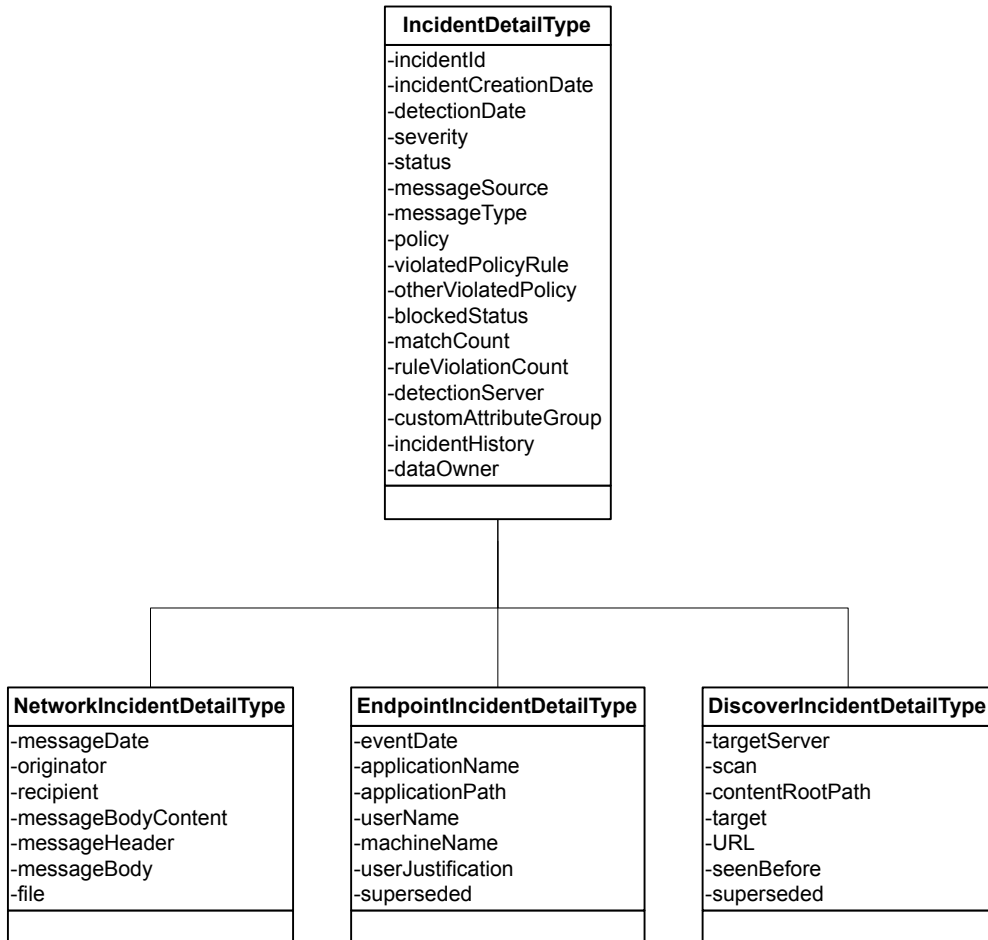 IncidentDetailType
-incidentId
-incidentCreationDate
-detectionDate
-severity
-status
-messageSource
-messageType
-policy
-violatedPolicyRule
-otherViolatedPolicy
-blockedStatus
-matchCount
-ruleViolationCount
-detectionServer
-customAttributeGroup
-incidentHistory
-dataOwner
NetworkIncidentDetailType
-messageDate
-originator
-recipient
-messageBodyContent
-messageHeader
-messageBody
-file
EndpointIncidentDetailType
-eventDate
-applicationName
-applicationPath
-userName
-machineName
-userJustification
-superseded
DiscoverIncidentDetailType
-targetServer
-scan
-contentRootPath
-target
-URL
-seenBefore
-superseded